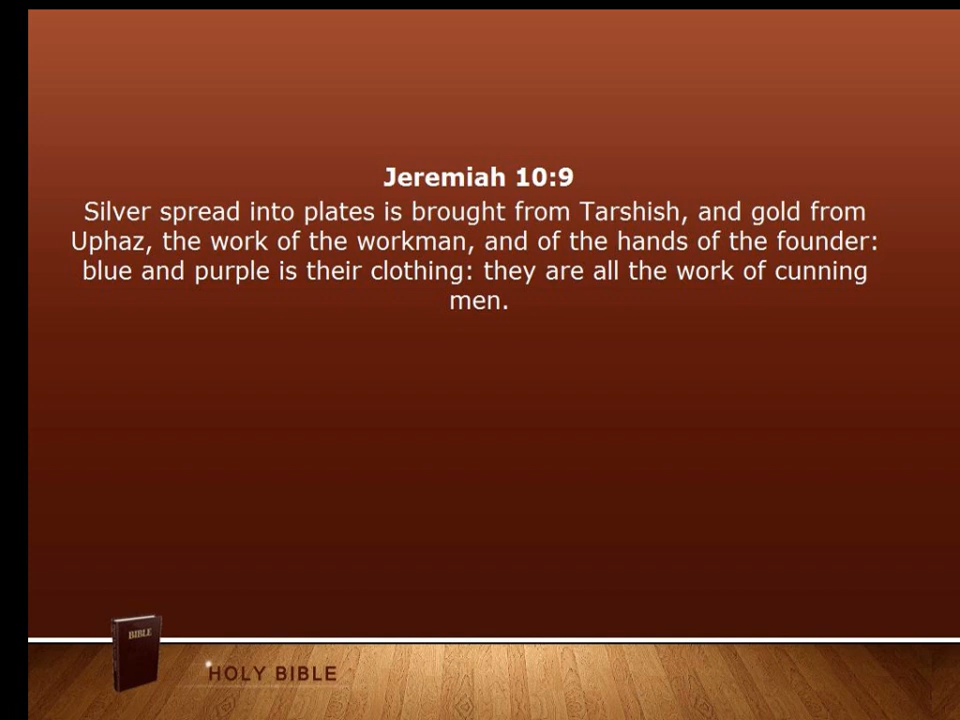 Jeremiah 10:9
Silver spread into plates is brought from Tarshish, and gold from
Uphaz, the work of the workman, and of the hands of the founder:
blue and purple is their clothing: they are all the work of cunning
men.
BIBLE
HOLY BIBLE